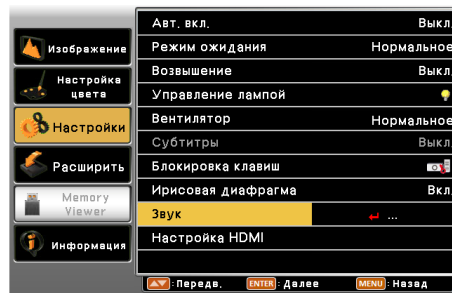 Изображение
Настройка
цвета
Настройки
Расширить
Memory
Viewer
Информация
Авт. вкл. Выкл.
Режим ожидания Нормальное
Возвышение Выкл.
Управление лампой
Вентилятор Нормальное
Субтитры Выкл.
Блокировка клавиш
Ирисовая диафрагма Вкл.
Звук ...
Настройка HDMI
:Передв. ENTER :Далее MENU :Назад